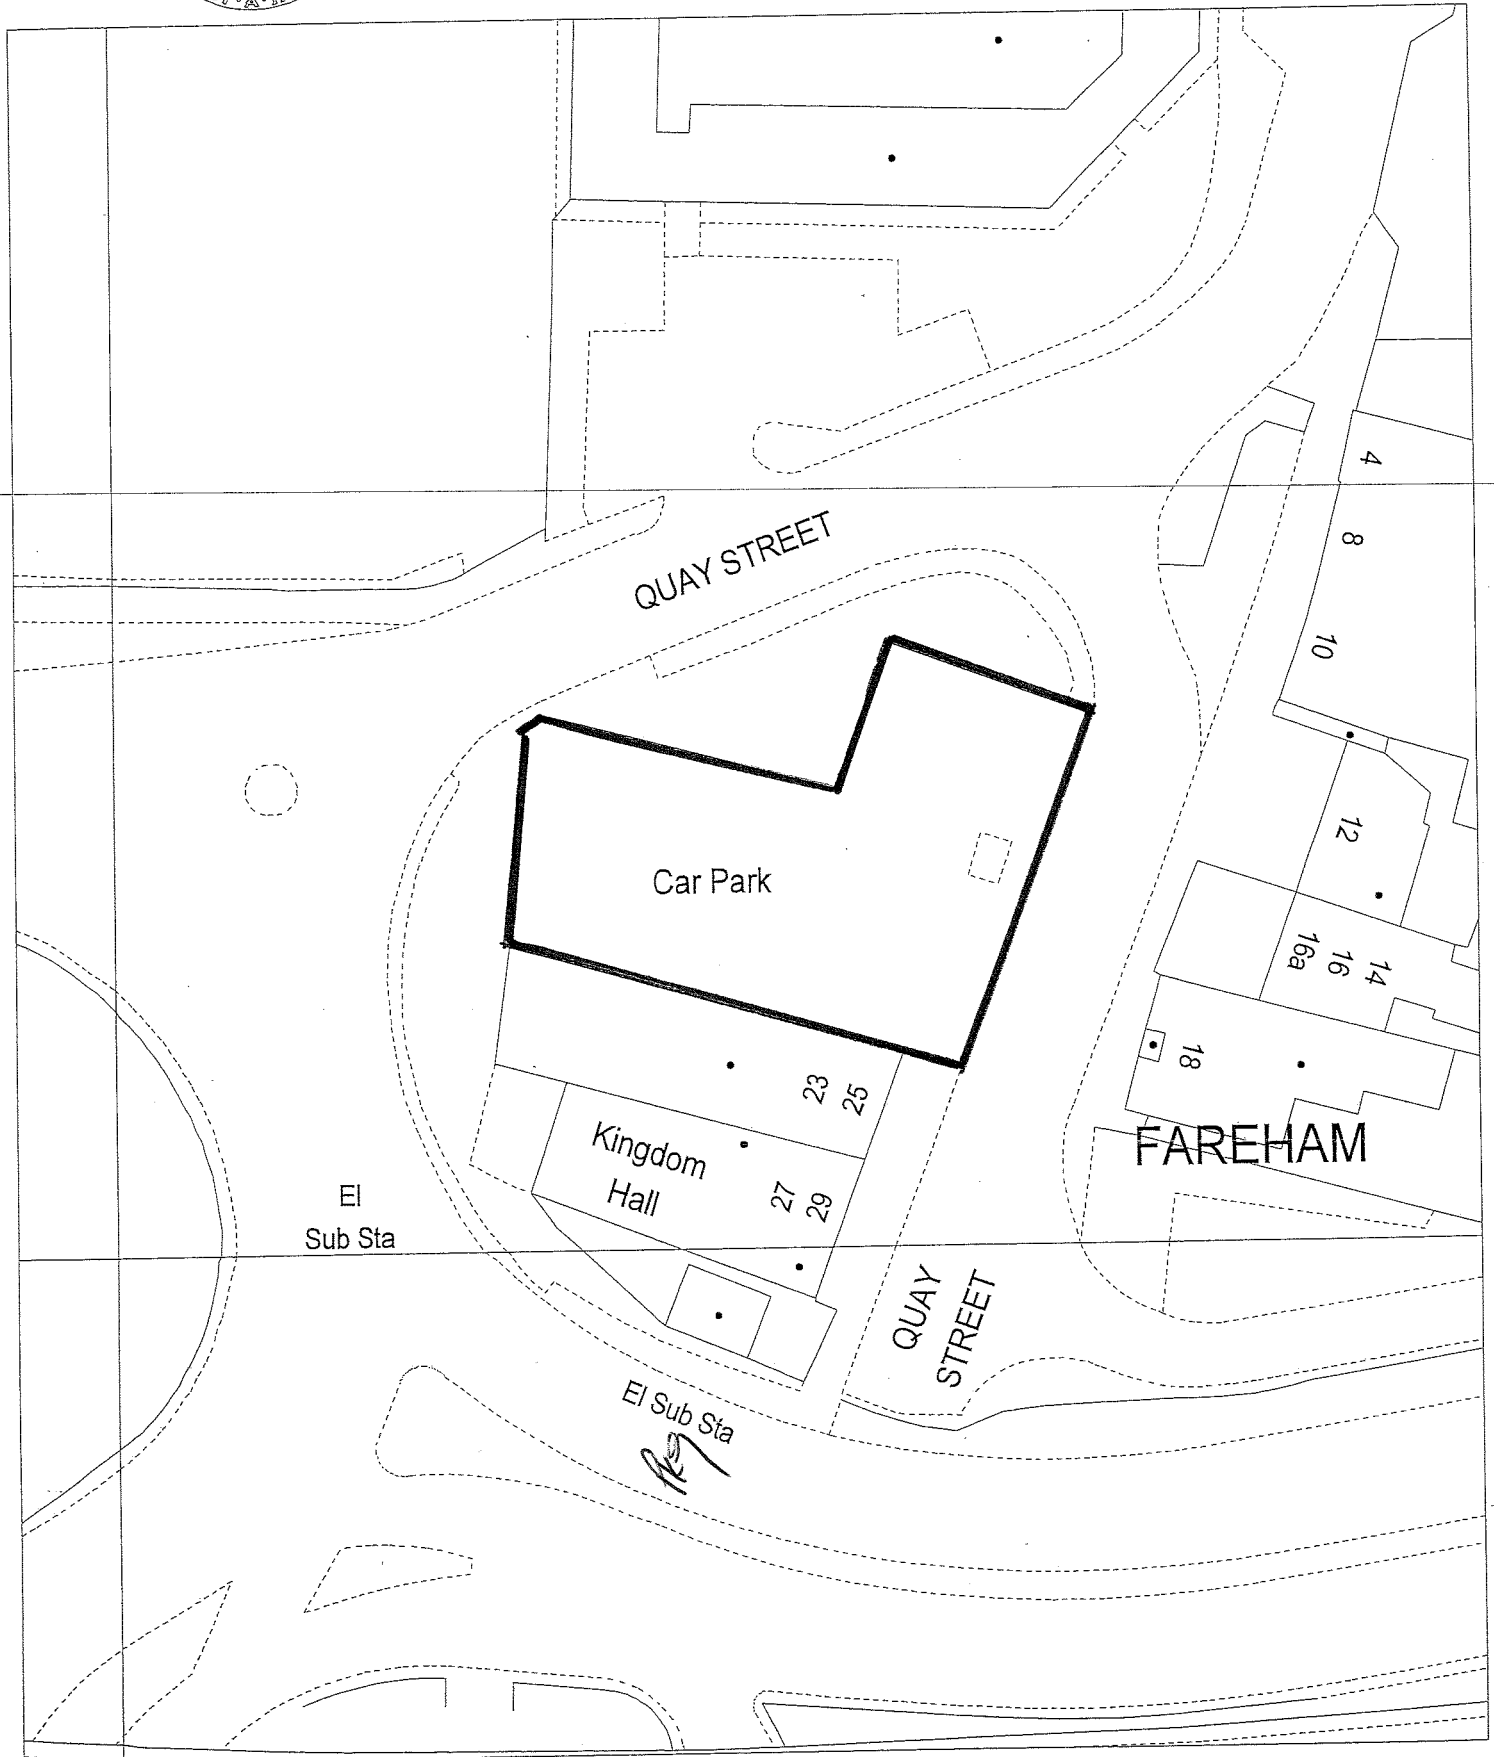 4
8
QUAY STREET
10
12
Car Park
14
16
16a
18
23
25
FAREHAM
Kingdom
Hall
27
29
El
Sub Sta
QUAY
STREET
El Sub Sta